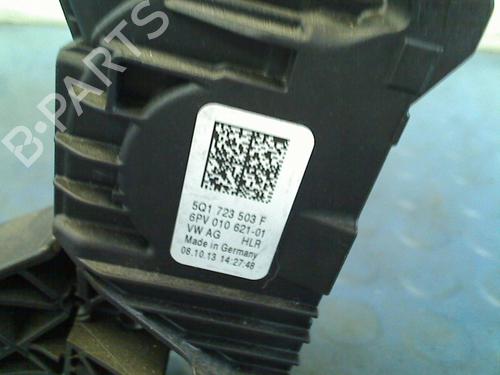 B-PARTS
5Q1 723 503 F
6PV 010 621-01
VW AG HLR
Made in Germany
08.10.13 14:27:48